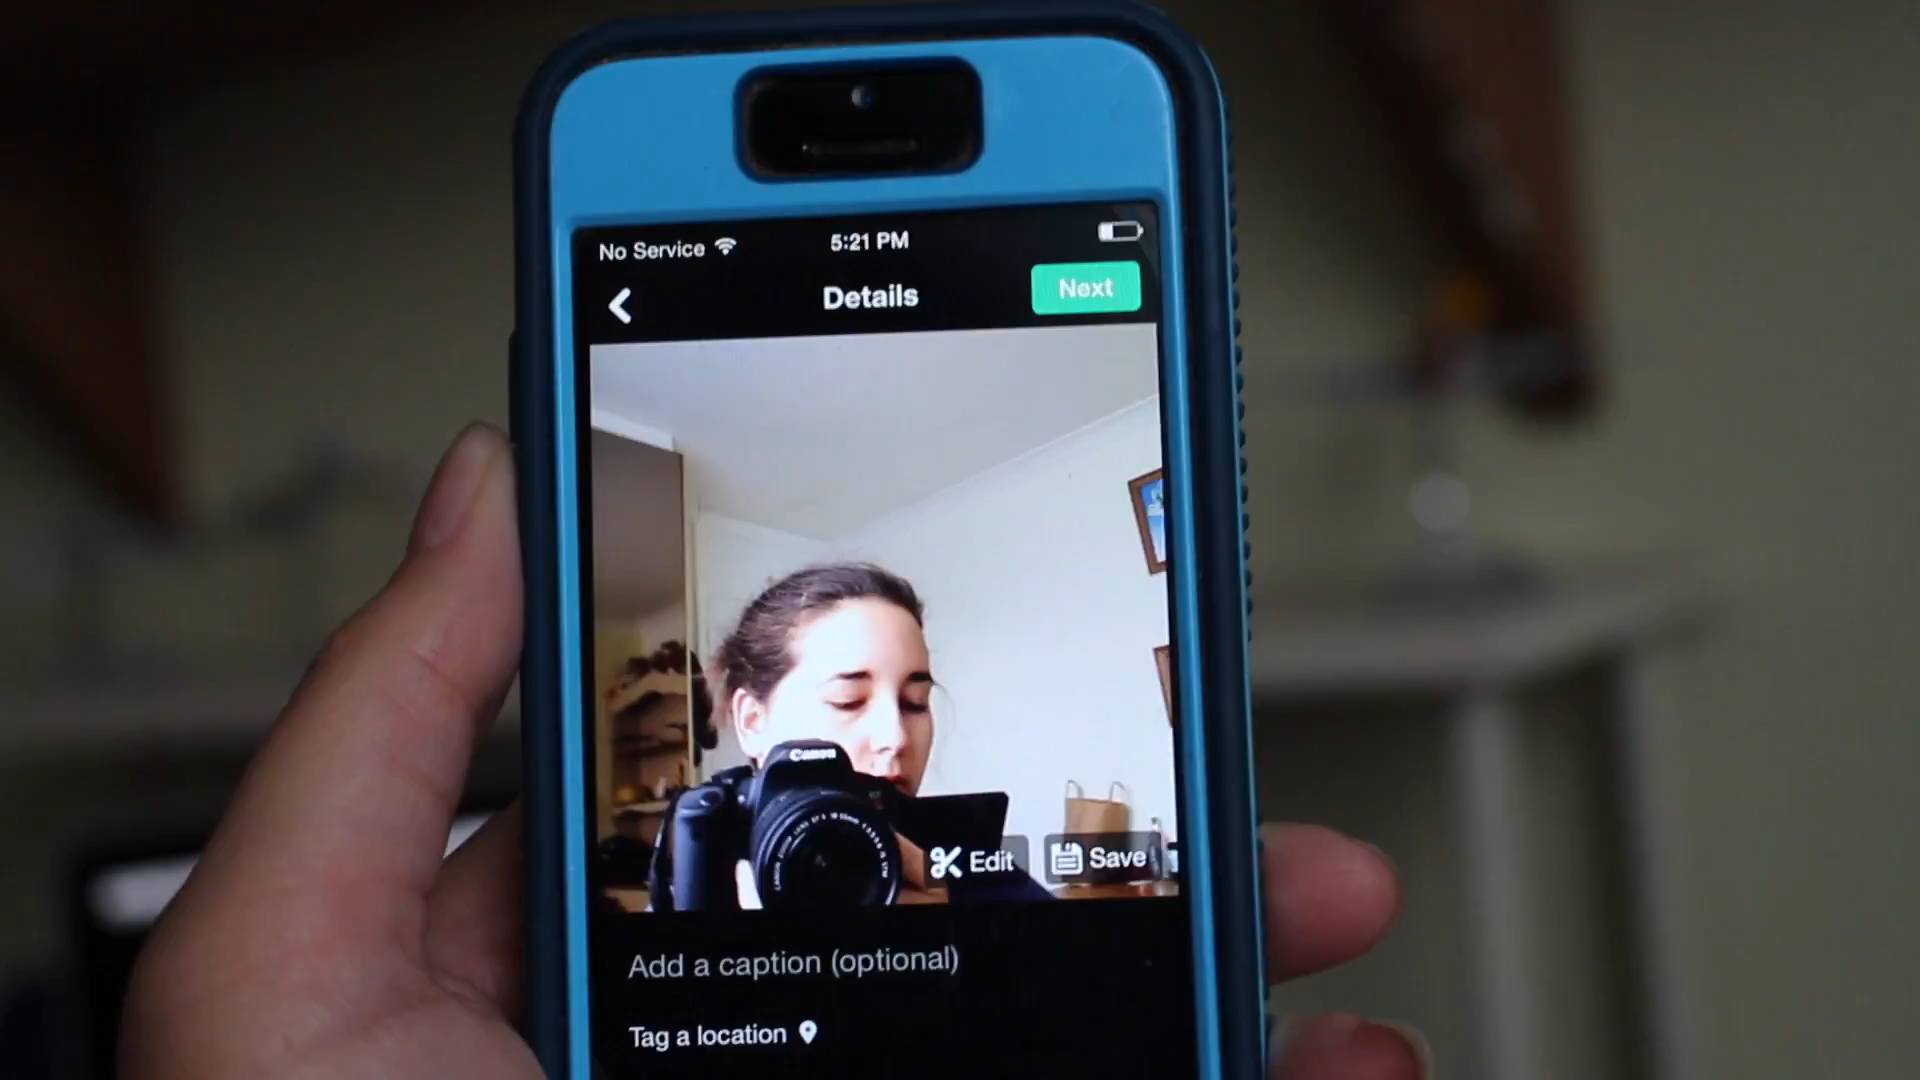 No Service
5:21 PM
Details
Next
Canon
Edit
Save
Add a caption (optional)
Tag a location